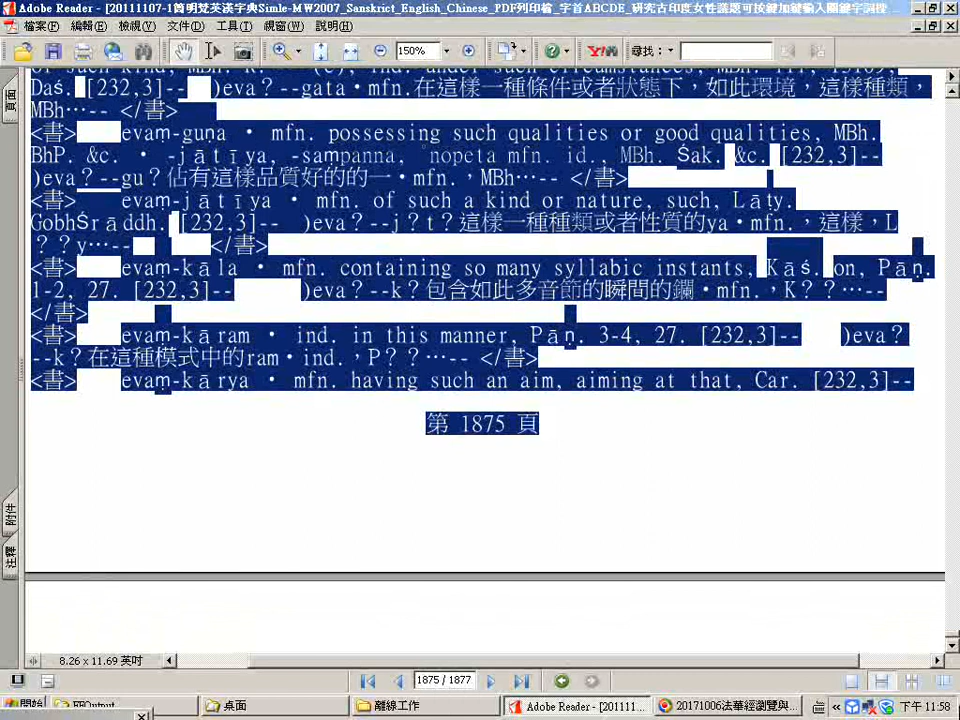 Adobe Reader - [20111107-1簡明梵英漢字典Simle-MW2007_Sanskrict_English_Chinese_PDF列印檔_字首ABCDE_研究古印度女性議題可按鍵加鍵輸入關鍵字詞搜
檔案(F) 編輯(E) 檢視(V) 文件(D) 工具(T) 視窗(W) 說明(H)
150% Y! 尋找:
頁面
Daś. [232,3]-- )eva?--gata‧mfn.在這樣一種條件或者狀態下，如此環境，這樣種類，
MBh…-- </書>
<書> evaṃ-guṇa ‧ mfn. possessing such qualities or good qualities, MBh.
BhP. &c. ‧ -jātīya, -saṃpanna, °nopeta mfn. id., MBh. Śak. &c. [232,3]--
)eva?--gu?佔有這樣品質好的的一‧mfn.，MBh…-- </書>
<書> evaṃ-jātīya ‧ mfn. of such a kind or nature, such, Lāty.
GobhŚrāddh. [232,3]-- )eva?--j?t?這樣一種種類或者性質的ya‧mfn.，這樣，L
??y…-- </書>
<書> evaṃ-kāla ‧ mfn. containing so many syllabic instants, Kāś. on, Pāṇ.
1-2, 27. [232,3]-- )eva?--k?包含如此多音節的瞬間的鑭‧mfn.，K??…--
</書>
<書> evaṃ-kāram ‧ ind. in this manner, Pāṇ. 3-4, 27. [232,3]-- )eva?
--k?在這種模式中的ram‧ind.，P??…-- </書>
<書> evaṃ-kārya ‧ mfn. having such an aim, aiming at that, Car. [232,3]--
第 1875 頁
附件
注釋
8.26 x 11.69 英吋
1875 / 1877
開始 FFOutput 桌面 離線工作 Adobe Reader - [201111... 20171006法華經瀏覽與... 下午 11:58